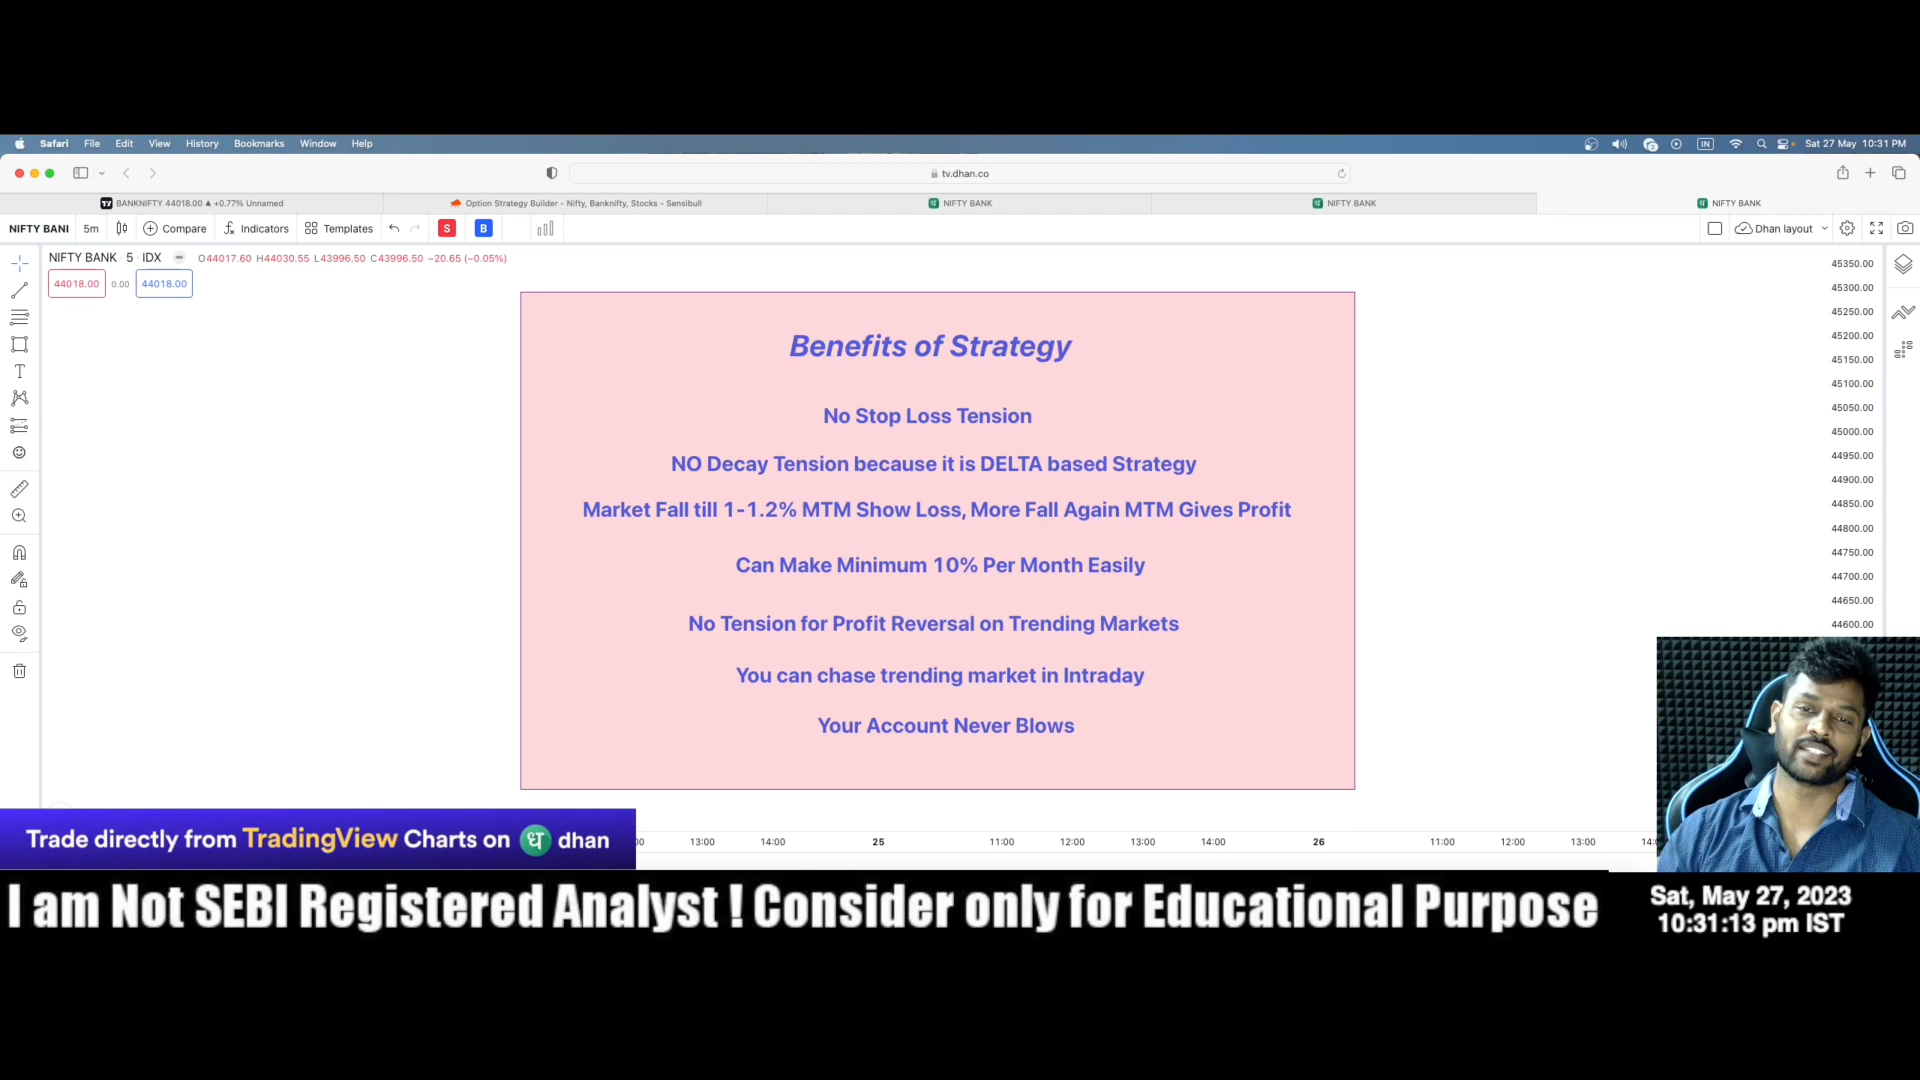 Safari File Edit View History Bookmarks Window Help
IN Sat 27 May 10:31 PM
tv.dhan.co
BANKNIFTY 44018.00 ▲ +0.77% Unnamed
Option Strategy Builder - Nifty, Banknifty, Stocks - Sensibull
NIFTY BANK
NIFTY BANK
NIFTY BANK
NIFTY BANI 5m Compare Indicators Templates S B Dhan layout
NIFTY BANK · 5 · IDX O44017.60 H44030.55 L43996.50 C43996.50 −20.65 (−0.05%)
44018.00 0.00 44018.00
45350.00
45300.00
45250.00
45200.00
45150.00
45100.00
45050.00
45000.00
44950.00
44900.00
44850.00
44800.00
44750.00
44700.00
44650.00
44600.00
Benefits of Strategy
No Stop Loss Tension
NO Decay Tension because it is DELTA based Strategy
Market Fall till 1-1.2% MTM Show Loss, More Fall Again MTM Gives Profit
Can Make Minimum 10% Per Month Easily
No Tension for Profit Reversal on Trending Markets
You can chase trending market in Intraday
Your Account Never Blows
Trade directly from TradingView Charts on ध dhan
13:00 14:00 25 11:00 12:00 13:00 14:00 26 11:00 12:00 13:00
I am Not SEBI Registered Analyst ! Consider only for Educational Purpose
Sat, May 27, 2023
10:31:13 pm IST